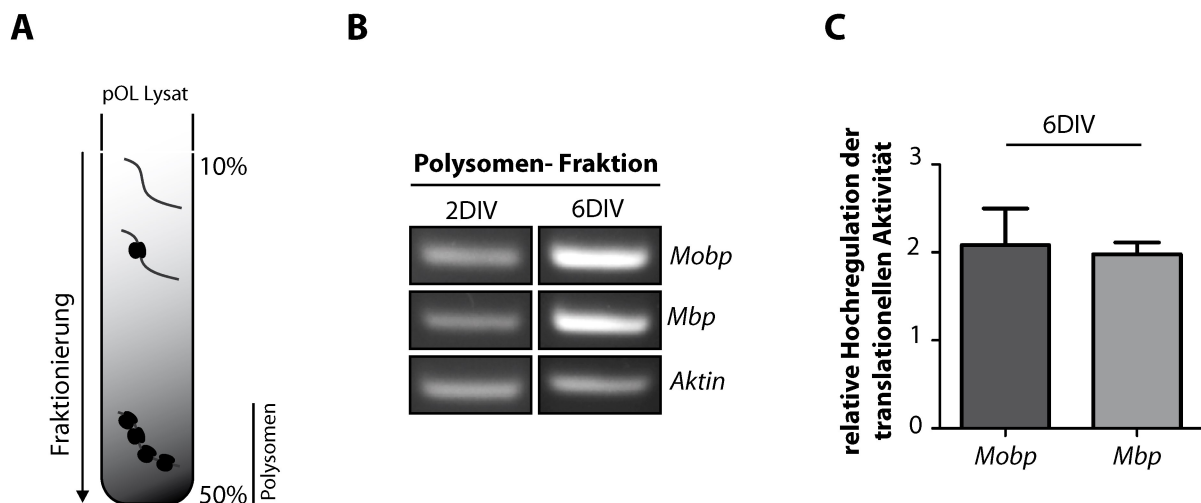 A
B
C
pOL Lysat
10%
Fraktionierung
50%
Polysomen
Polysomen- Fraktion
2DIV 6DIV
Mobp
Mbp
Aktin
6DIV
relative Hochregulation der
translationellen Aktivität
3
2
1
0
Mobp Mbp